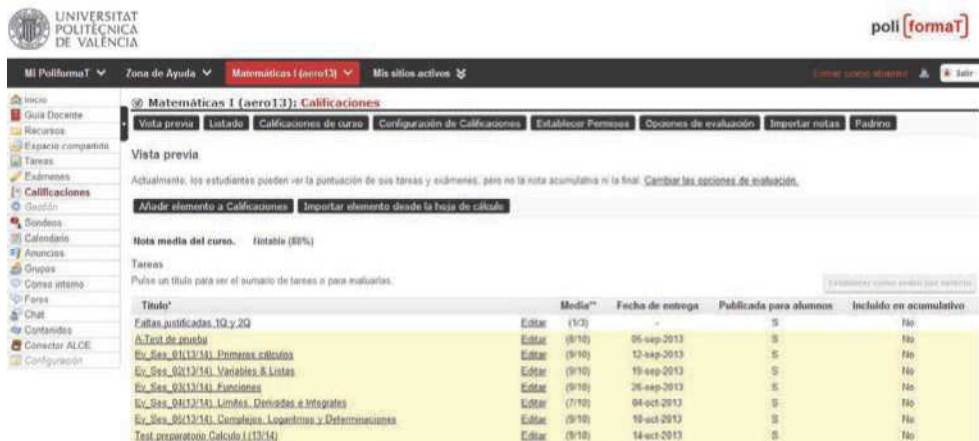 UNIVERSITAT
POLITÈCNICA
DE VALÈNCIA
poli [formaT]
Mi PoliformaT Zona de Ayuda Matemáticas I (aero13) Mis sitios activos Salir
Inicio
Guía Docente
Recursos
Espacio compartido
Tareas
Exámenes
Calificaciones
Gestión
Sondeos
Calendario
Anuncios
Grupos
Correo interno
Foros
Chat
Contenidos
Corrector ALCE
Configuración
Matemáticas I (aero13): Calificaciones
Vista previa Listado Calificaciones de curso Configuración de Calificaciones Establecer Permisos Opciones de evaluación Importar notas Padrino
Vista previa
Actualmente, los estudiantes pueden ver la puntuación de sus tareas y exámenes, pero no la nota acumulativa ni la final. Cambiar las opciones de evaluación.
Añadir elemento a Calificaciones Importar elemento desde la hoja de cálculo
Nota media del curso. Notable (88%)
Tareas
Pulse un título para ver el sumario de tareas o para evaluarlas.
Título* Media** Fecha de entrega Publicada para alumnos Incluido en acumulativo
Faltas justificadas 1Q y 2Q Editar (1/3) - S No
A.Test de prueba Editar (8/10) 06-sep-2013 S No
Ev_Ses_01(13/14). Primeros cálculos Editar (9/10) 12-sep-2013 S No
Ev_Ses_02(13/14). Variables & Listas Editar (9/10) 19-sep-2013 S No
Ev_Ses_03(13/14). Funciones Editar (9/10) 26-sep-2013 S No
Ev_Ses_04(13/14). Limites, Derivadas e Integrales Editar (7/10) 04-oct-2013 S No
Ev_Ses_05(13/14). Complejos, Logaritmos y Determinaciones Editar (9/10) 10-oct-2013 S No
Test preparatorio Calculo I (13/14) Editar (9/10) 14-oct-2013 S No